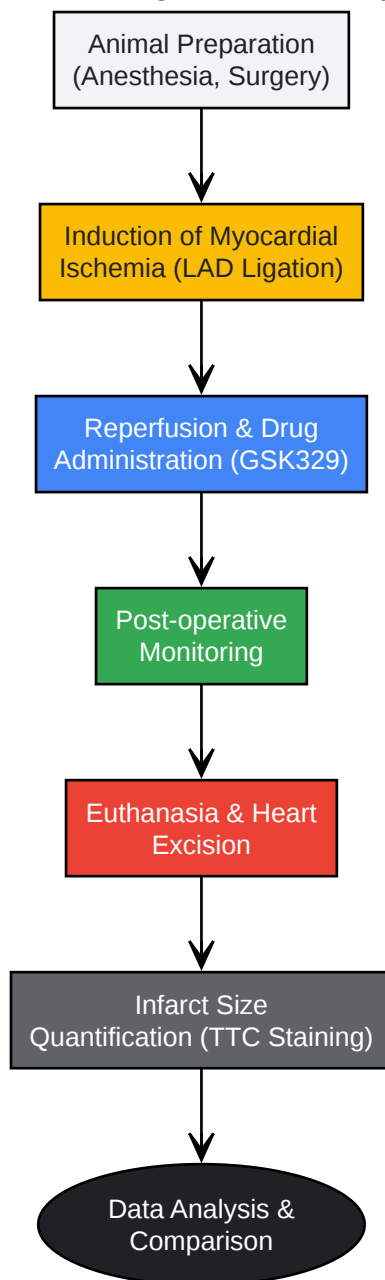 Animal Preparation
(Anesthesia, Surgery)
Induction of Myocardial
Ischemia (LAD Ligation)
Reperfusion & Drug
Administration (GSK329)
Post-operative
Monitoring
Euthanasia & Heart
Excision
Infarct Size
Quantification (TTC Staining)
Data Analysis &
Comparison